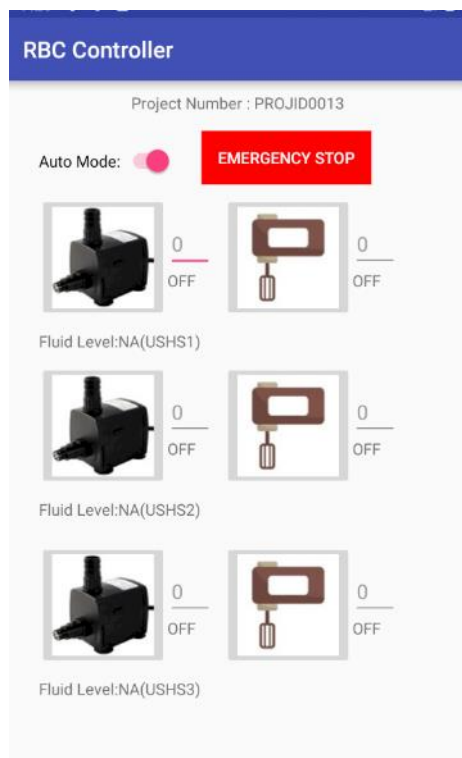 RBC Controller
Project Number : PROJID0013
Auto Mode:
EMERGENCY STOP
0
0
OFF
OFF
Fluid Level:NA(USHS1)
0
0
OFF
OFF
Fluid Level:NA(USHS2)
0
0
OFF
OFF
Fluid Level:NA(USHS3)